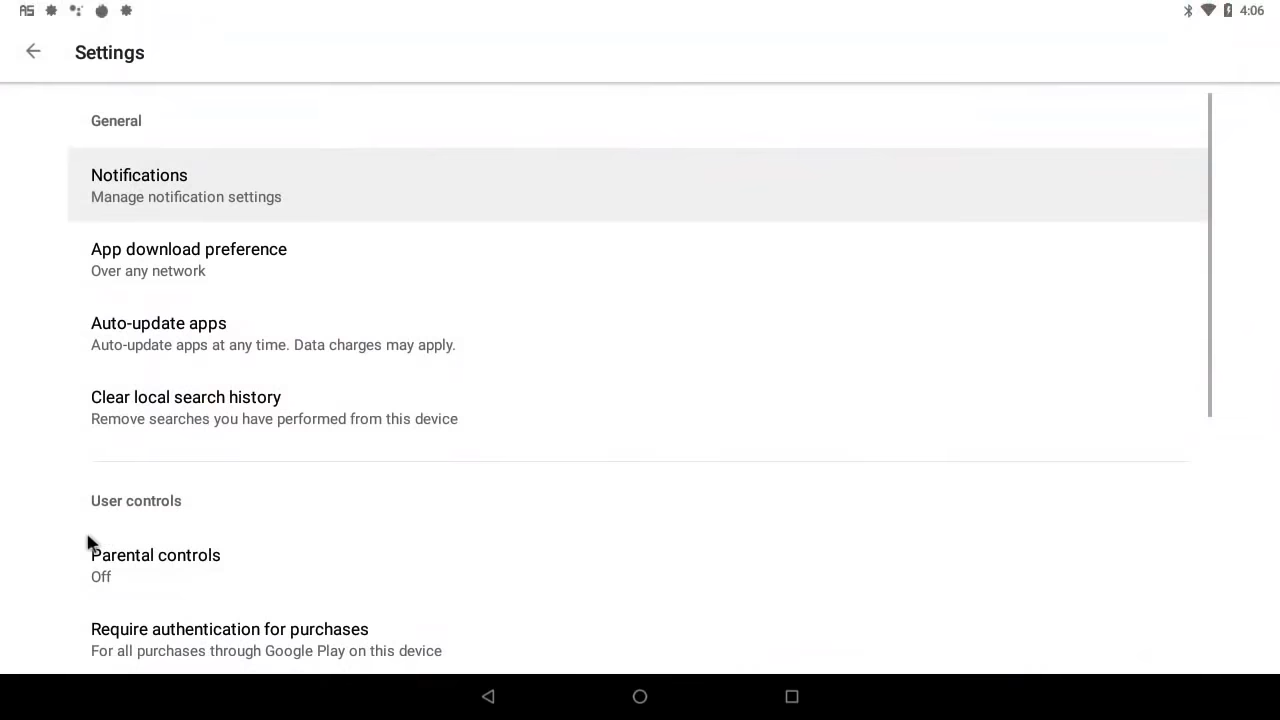 4:06
Settings
General
Notifications
Manage notification settings
App download preference
Over any network
Auto-update apps
Auto-update apps at any time. Data charges may apply.
Clear local search history
Remove searches you have performed from this device
User controls
Parental controls
Off
Require authentication for purchases
For all purchases through Google Play on this device